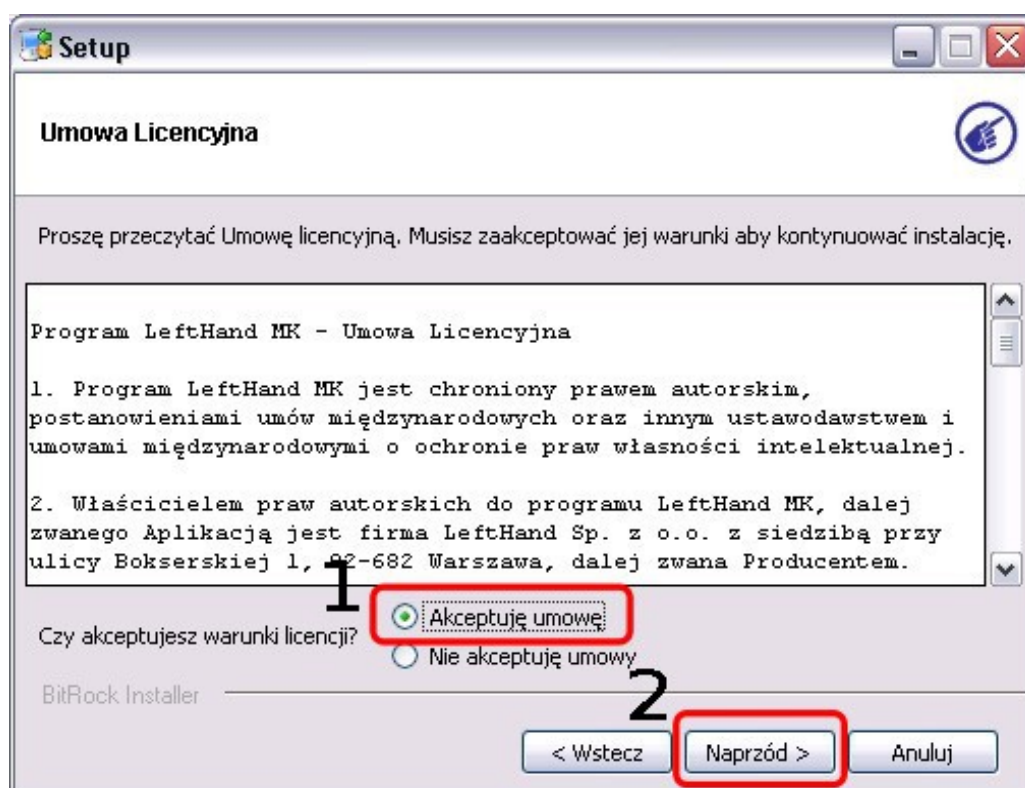 Setup
Umowa Licencyjna
Proszę przeczytać Umowę licencyjną. Musisz zaakceptować jej warunki aby kontynuować instalację.
Program LeftHand MK - Umowa Licencyjna
1. Program LeftHand MK jest chroniony prawem autorskim,
postanowieniami umów międzynarodowych oraz innym ustawodawstwem i
umowami międzynarodowymi o ochronie praw własności intelektualnej.
2. Właścicielem praw autorskich do programu LeftHand MK, dalej
zwanego Aplikacją jest firma LeftHand Sp. z o.o. z siedzibą przy
ulicy Bokserskiej 1, 02-682 Warszawa, dalej zwana Producentem.
1
Czy akceptujesz warunki licencji?
Akceptuję umowę
Nie akceptuję umowy
BitRock Installer
2
< Wstecz
Naprzód >
Anuluj